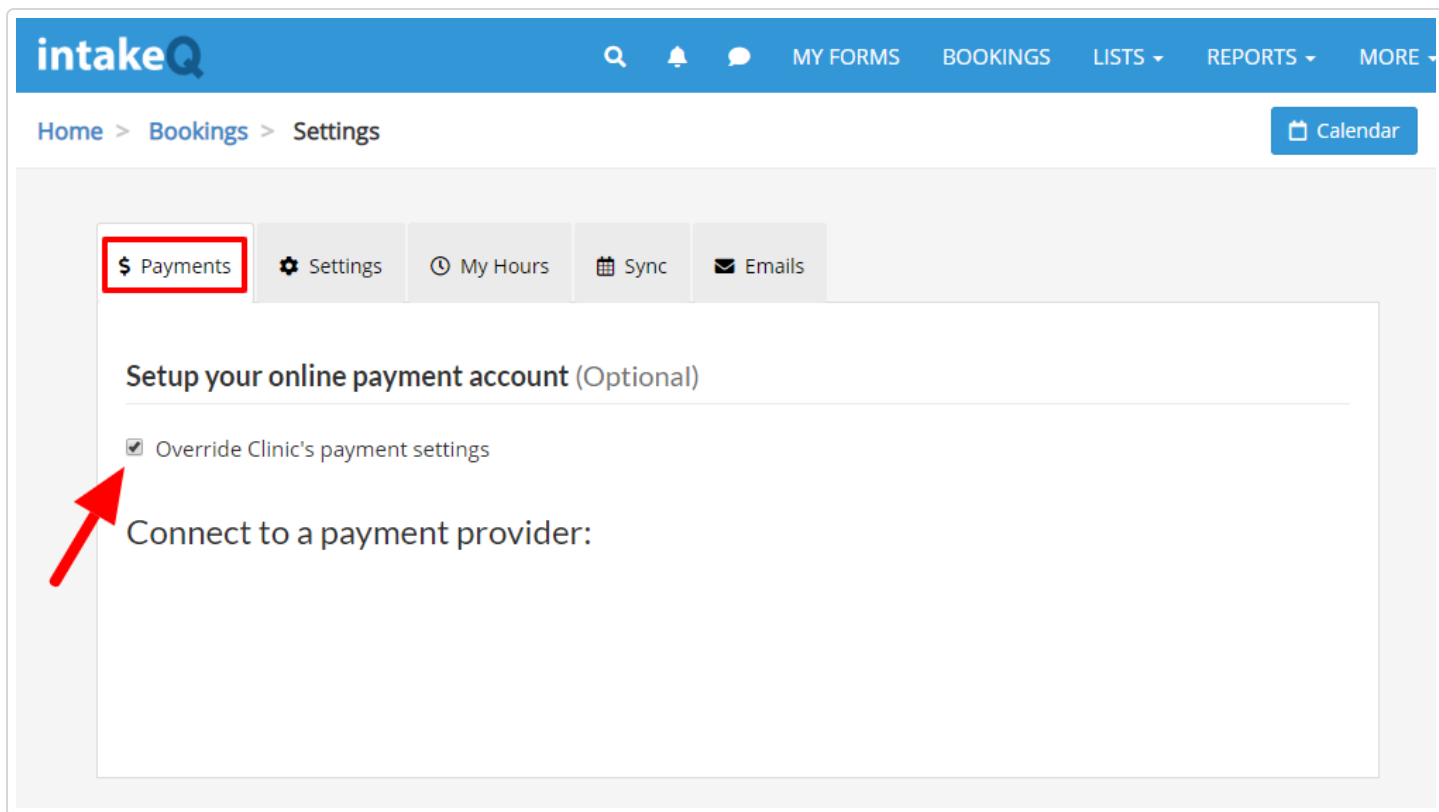 intakeQ MY FORMS BOOKINGS LISTS REPORTS MORE
Home > Bookings > Settings Calendar
$ Payments Settings My Hours Sync Emails
Setup your online payment account (Optional)
Override Clinic's payment settings
Connect to a payment provider: